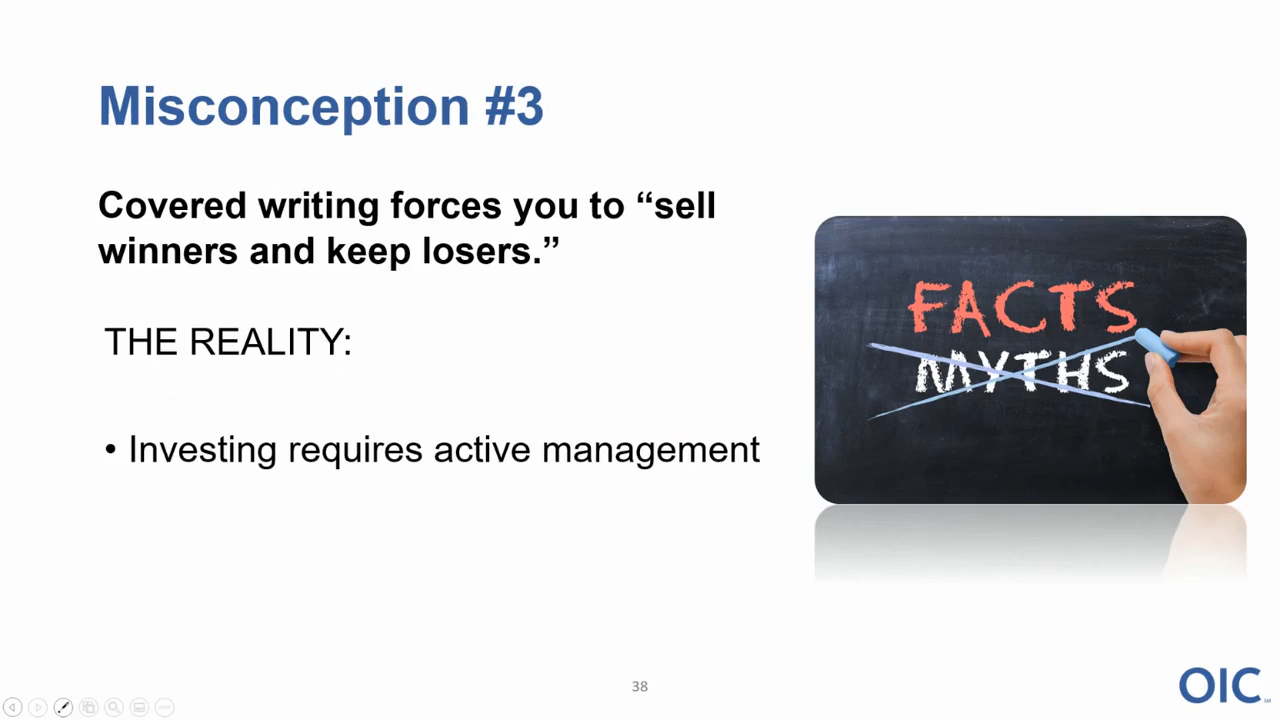 Misconception #3
Covered writing forces you to “sell
winners and keep losers.”
THE REALITY:
• Investing requires active management
FACTS
MYTHS
38
OIC